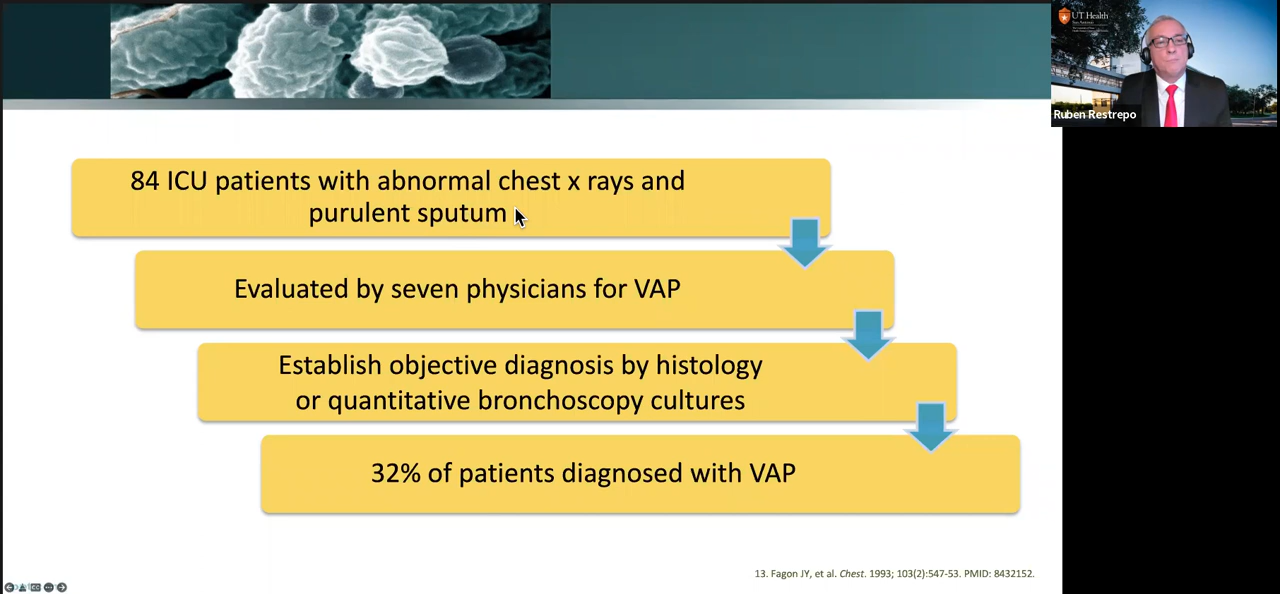 84 ICU patients with abnormal chest x rays and
purulent sputum
Evaluated by seven physicians for VAP
Establish objective diagnosis by histology
or quantitative bronchoscopy cultures
32% of patients diagnosed with VAP
13. Fagon JY, et al. Chest. 1993; 103(2):547-53. PMID: 8432152.
UT Health
San Antonio
Ruben Restrepo